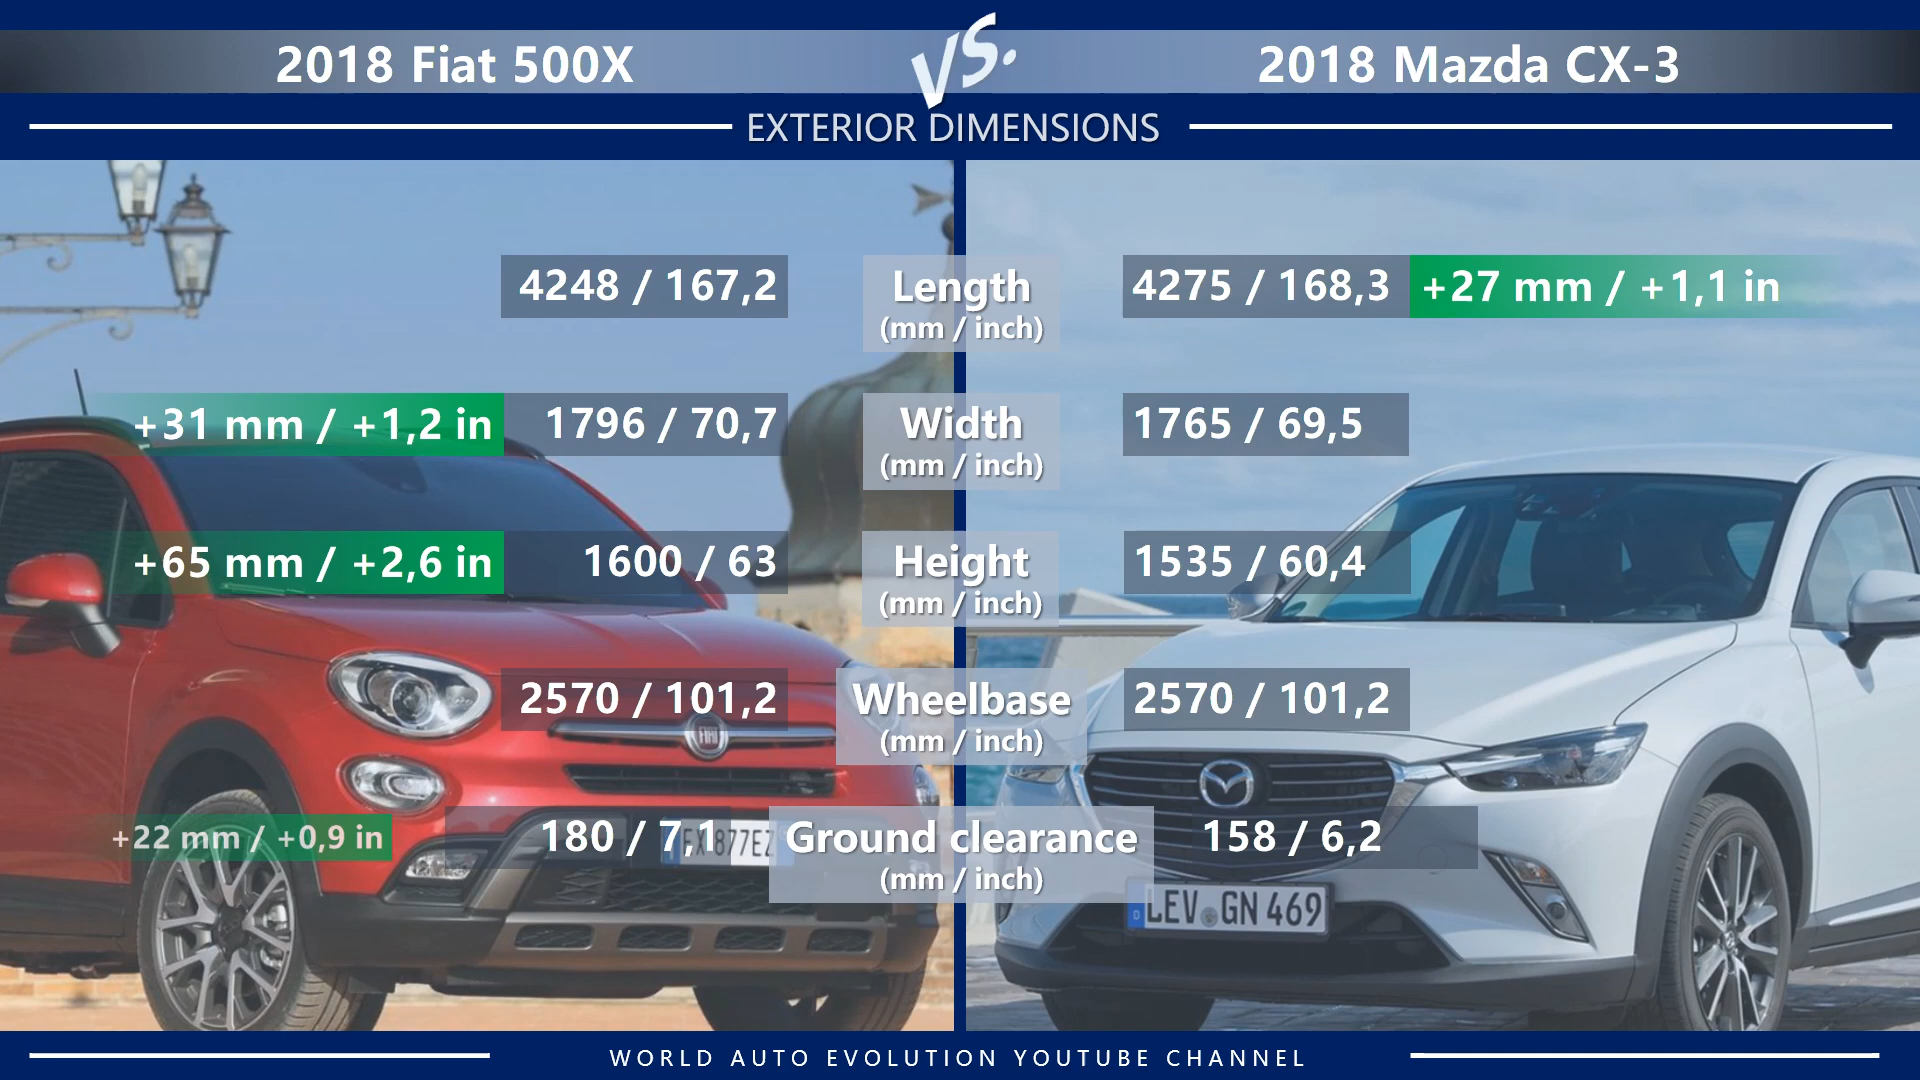 2018 Fiat 500X
VS.
2018 Mazda CX-3
EXTERIOR DIMENSIONS
4248 / 167,2
Length
(mm / inch)
4275 / 168,3
+27 mm / +1,1 in
+31 mm / +1,2 in
1796 / 70,7
Width
(mm / inch)
1765 / 69,5
+65 mm / +2,6 in
1600 / 63
Height
(mm / inch)
1535 / 60,4
2570 / 101,2
Wheelbase
(mm / inch)
2570 / 101,2
FIAT
+22 mm / +0,9 in
180 / 7,1
877EZ
Ground clearance
(mm / inch)
158 / 6,2
D LEV GN 469
WORLD AUTO EVOLUTION YOUTUBE CHANNEL